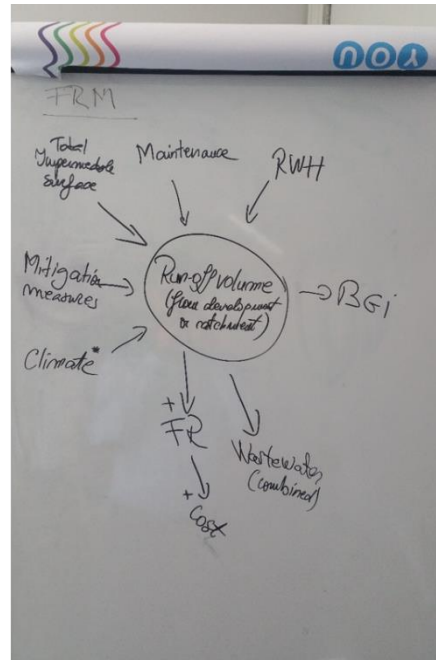 you
FRM
Total
Impermeable
surface
Maintenance
RWH
Mitigation
measures
Run-off volume
(from development
or catchment)
BGi
Climate*
+
FR
Wastewater
(combined)
+
Cost